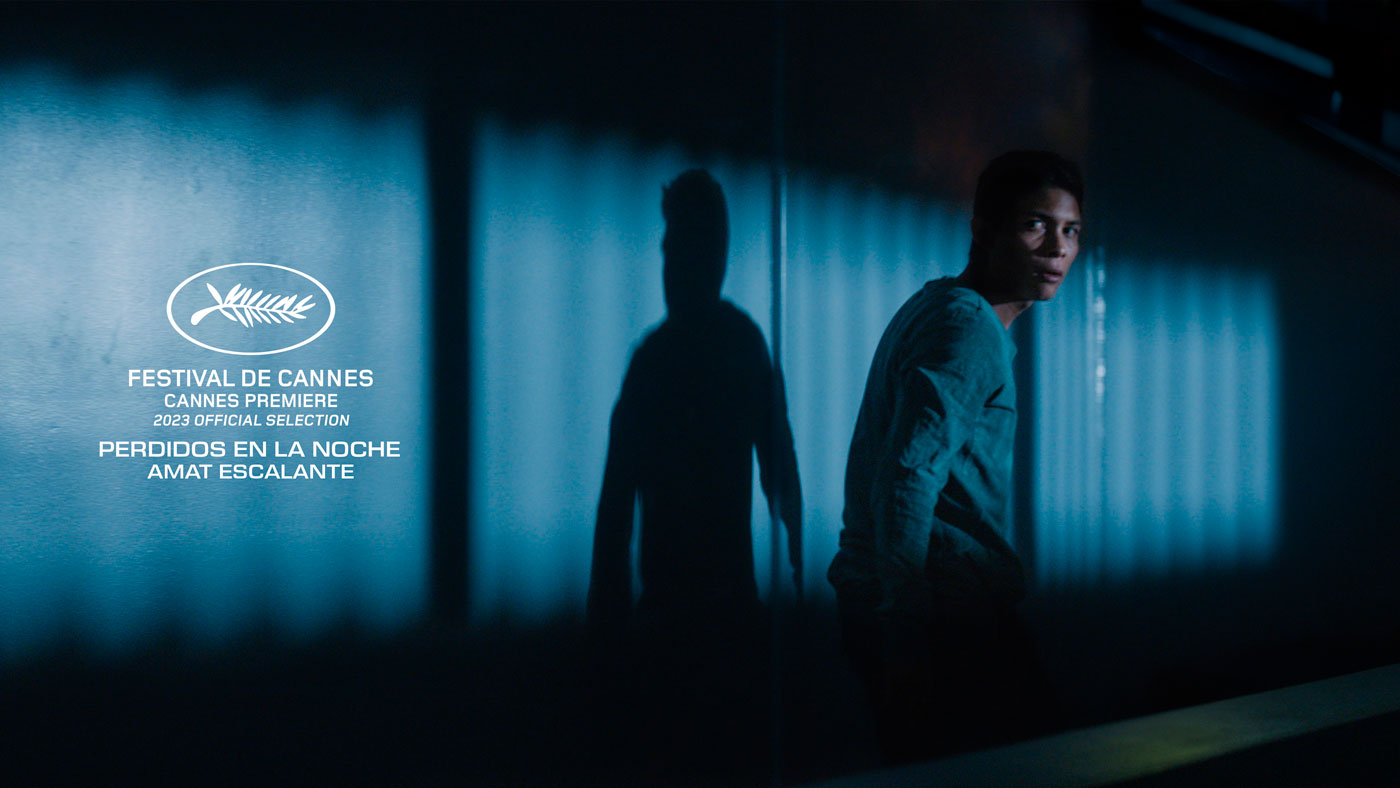 FESTIVAL DE CANNES
CANNES PREMIERE
2023 OFFICIAL SELECTION
PERDIDOS EN LA NOCHE
AMAT ESCALANTE